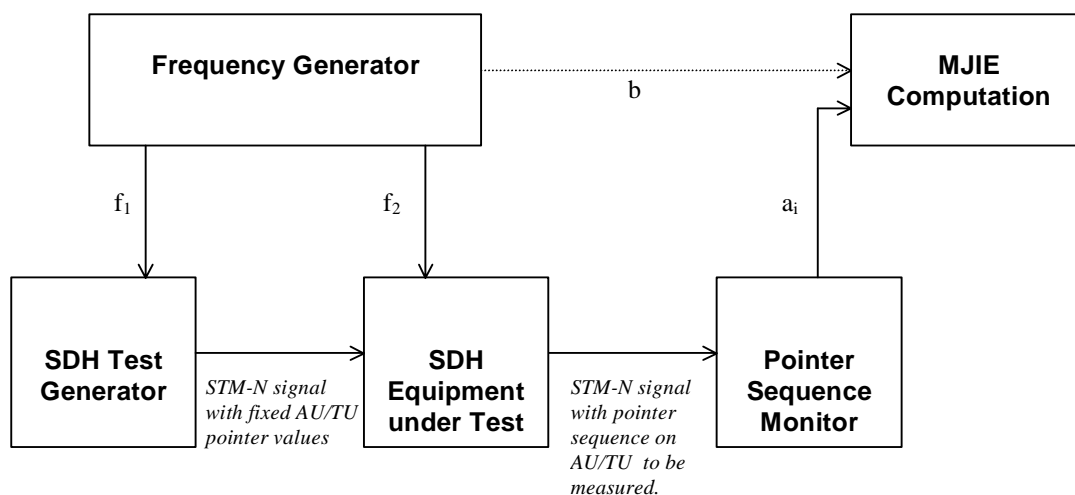 Frequency Generator
MJIE
Computation
b
f₁
f₂
aᵢ
SDH Test
Generator
STM-N signal
with fixed AU/TU
pointer values
SDH
Equipment
under Test
STM-N signal
with pointer
sequence on
AU/TU to be
measured.
Pointer
Sequence
Monitor